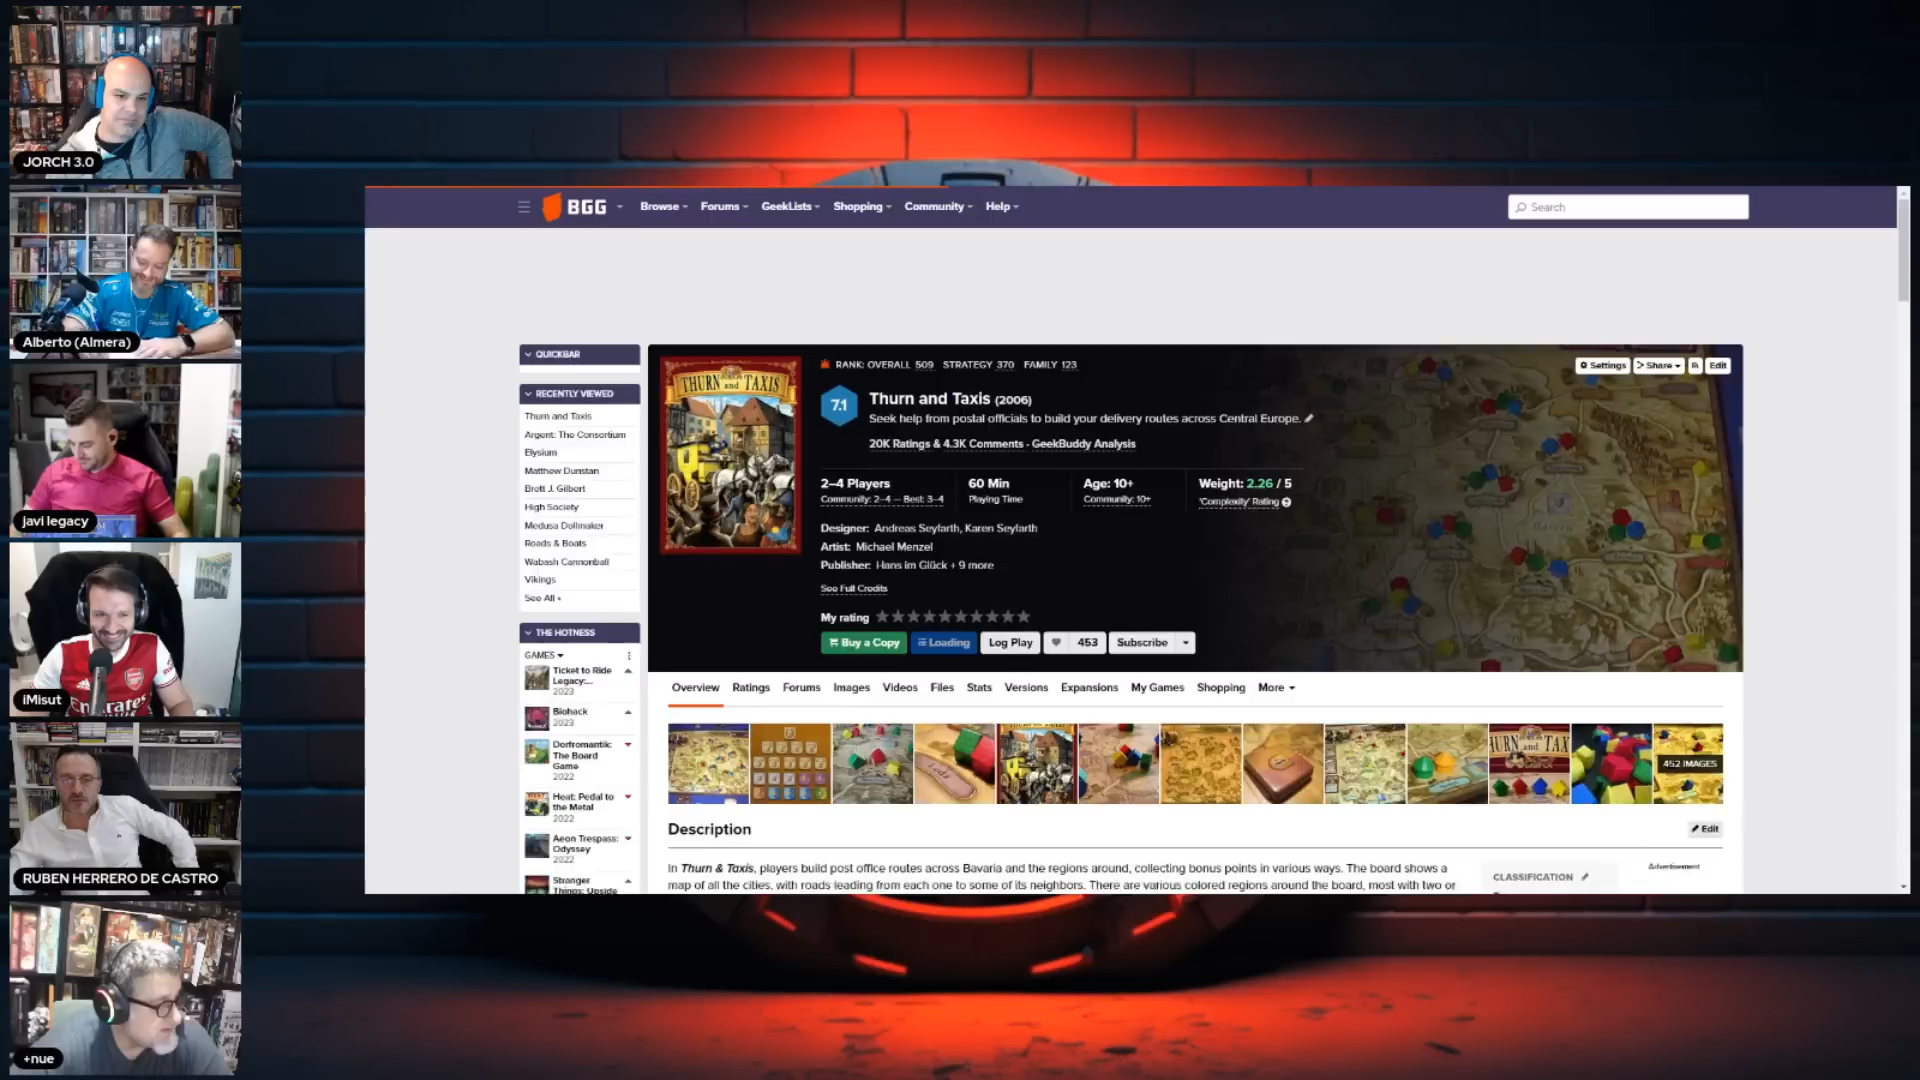 JORCH 3.0
Alberto (Almera)
javi legacy
iMisut
RUBEN HERRERO DE CASTRO
+nue
BGG
Browse
Forums
GeekLists
Shopping
Community
Help
Search
QUICKBAR
RECENTLY VIEWED
Thurn and Taxis
Argent: The Consortium
Elysium
Matthew Dunstan
Brett J. Gilbert
High Society
Medusa Dollmaker
Roads & Boats
Wabash Cannonball
Vikings
See All »
THE HOTNESS
GAMES
Ticket to Ride
Legacy:...
2023
Biohack
2023
Dorfromantik:
The Board
Game
2022
Heat: Pedal to
the Metal
2022
Aeon Trespass:
Odyssey
2022
Stranger
Things: Upside
THURN and TAXIS
RANK: OVERALL 509 STRATEGY 370 FAMILY 123
Settings
Share
Edit
7.1
Thurn and Taxis (2006)
Seek help from postal officials to build your delivery routes across Central Europe.
20K Ratings & 4.3K Comments - GeekBuddy Analysis
2–4 Players
Community: 2–4 — Best: 3–4
60 Min
Playing Time
Age: 10+
Community: 10+
Weight: 2.26 / 5
'Complexity' Rating
Designer: Andreas Seyfarth, Karen Seyfarth
Artist: Michael Menzel
Publisher: Hans im Glück + 9 more
See Full Credits
My rating
Buy a Copy
Loading
Log Play
453
Subscribe
Overview
Ratings
Forums
Images
Videos
Files
Stats
Versions
Expansions
My Games
Shopping
More
Lodz
URN and TAX
452 IMAGES
Description
Edit
In Thurn & Taxis, players build post office routes across Bavaria and the regions around, collecting bonus points in various ways. The board shows a
map of all the cities, with roads leading from each one to some of its neighbors. There are various colored regions around the board, most with two or
CLASSIFICATION
Advertisement